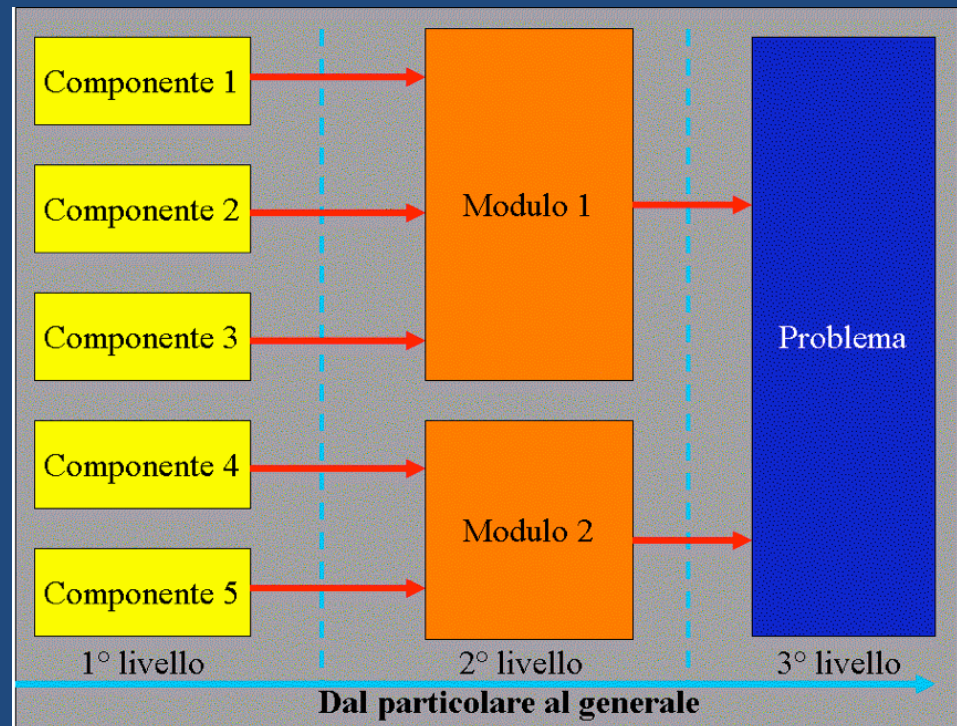 Componente 1
Componente 2
Componente 3
Componente 4
Componente 5
Modulo 1
Modulo 2
Problema
1° livello
2° livello
3° livello
Dal particolare al generale